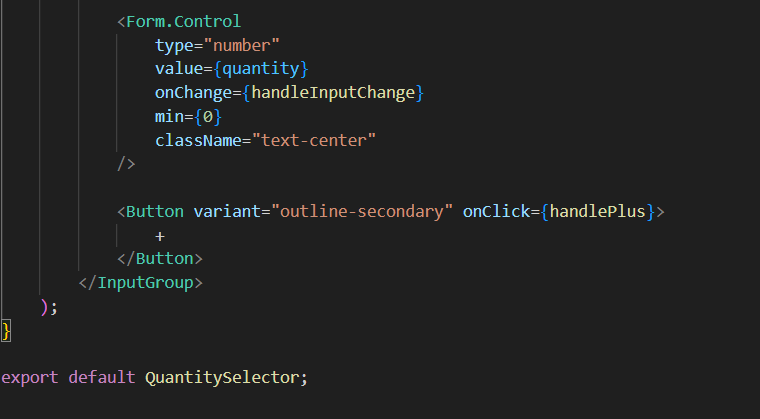 <Form.Control
type="number"
value={quantity}
onChange={handleInputChange}
min={0}
className="text-center"
/>
<Button variant="outline-secondary" onClick={handlePlus}>
+
</Button>
</InputGroup>
);
}
export default QuantitySelector;